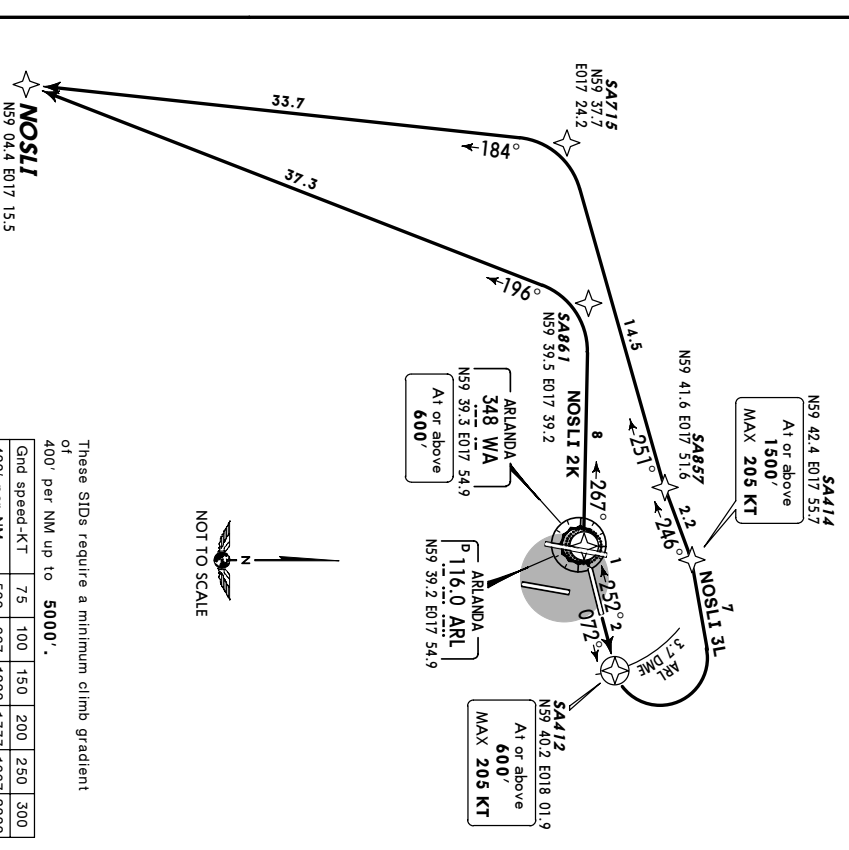 SA715
N59 37.7
E017 24.2
33.7
184°
NOSLI
N59 04.4 E017 15.5
37.3
196°
14.5
SA861
N59 39.5 E017 39.2
NOSLI 2K
8
267°
ARLANDA
348 WA
N59 39.3 E017 54.9
At or above
600'
SA857
N59 41.6 E017 51.6
251°
2.2
246°
SA414
N59 42.4 E017 55.7
At or above
1500'
MAX 205 KT
7
NOSLI 3L
1
252°
2
072°
ARL
3.7 DME
D ARLANDA
116.0 ARL
N59 39.2 E017 54.9
SA412
N59 40.2 E018 01.9
At or above
600'
MAX 205 KT
N
NOT TO SCALE
These SIDs require a minimum climb gradient
of
400' per NM up to 5000'.
Gnd speed-KT 75 100 150 200 250 300